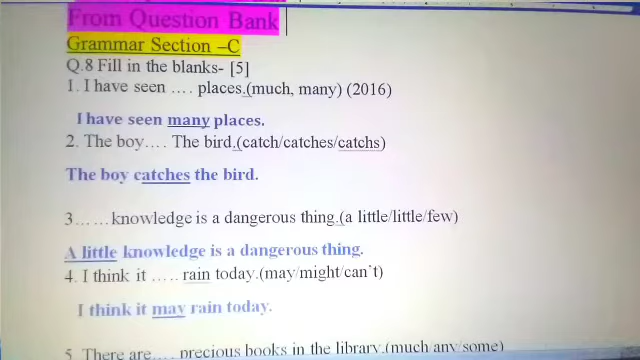 From Question Bank
Grammar Section –C
Q.8 Fill in the blanks- [5]
1. I have seen …. places.(much, many) (2016)
I have seen many places.
2. The boy…. The bird.(catch/catches/catchs)
The boy catches the bird.
3……knowledge is a dangerous thing.(a little/little/few)
A little knowledge is a dangerous thing.
4. I think it ….. rain today.(may/might/can't)
I think it may rain today.
5. There are…. precious books in the library.(much any/some)